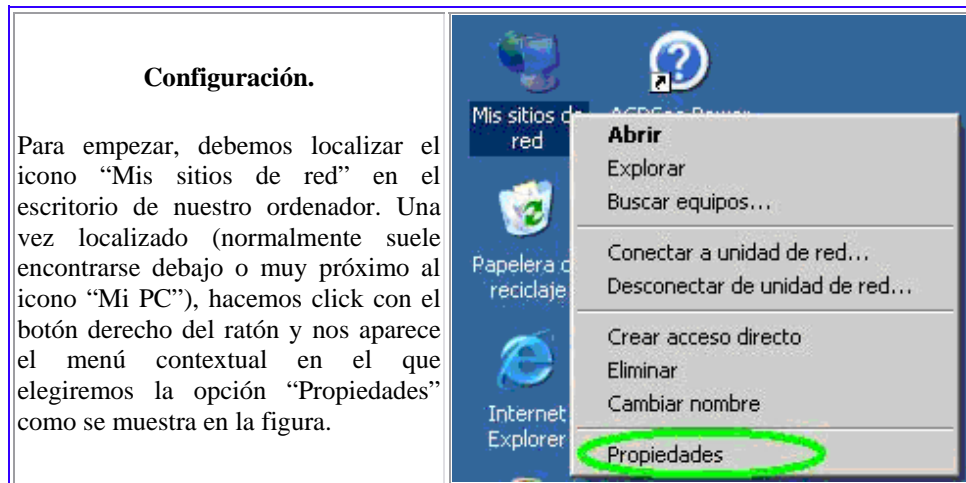 Configuración.
Para empezar, debemos localizar el
icono “Mis sitios de red” en el
escritorio de nuestro ordenador. Una
vez localizado (normalmente suele
encontrarse debajo o muy próximo al
icono “Mi PC”), hacemos click con el
botón derecho del ratón y nos aparece
el menú contextual en el que
elegiremos la opción “Propiedades”
como se muestra en la figura.
Mis sitios de
red
Papelera
reciclaje
Internet
Explorer
Abrir
Explorar
Buscar equipos...
Conectar a unidad de red...
Desconectar de unidad de red...
Crear acceso directo
Eliminar
Cambiar nombre
Propiedades